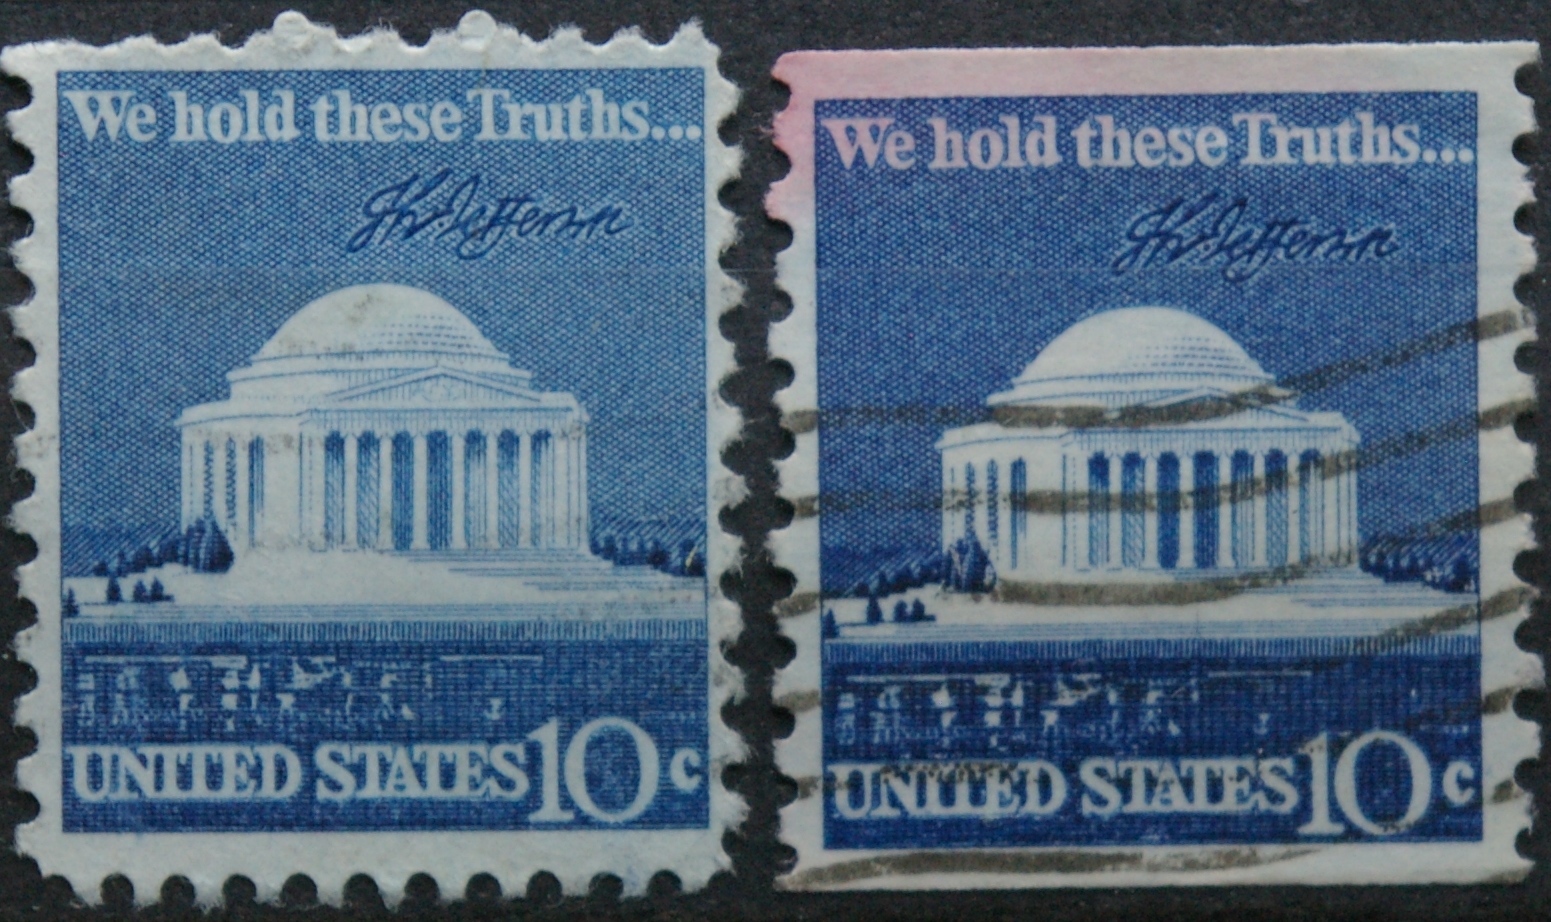 We hold these Truths...
Th. Jefferson
UNITED STATES 10c
We hold these Truths...
Th. Jefferson
UNITED STATES 10c